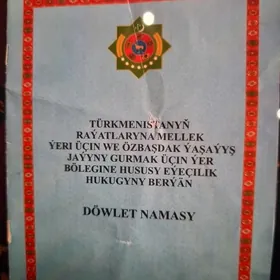 TÜRKMENISTANYŇ
RAÝATLARYNA MELLEK
ÝERI ÜÇIN WE ÖZBAŞDAK ÝAŞAÝYŞ
JAÝYNY GURMAK ÜÇIN ÝER
BÖLEGINE HUSUSY EÝEÇILIK
HUKUGYNY BERÝÄN
DÖWLET NAMASY